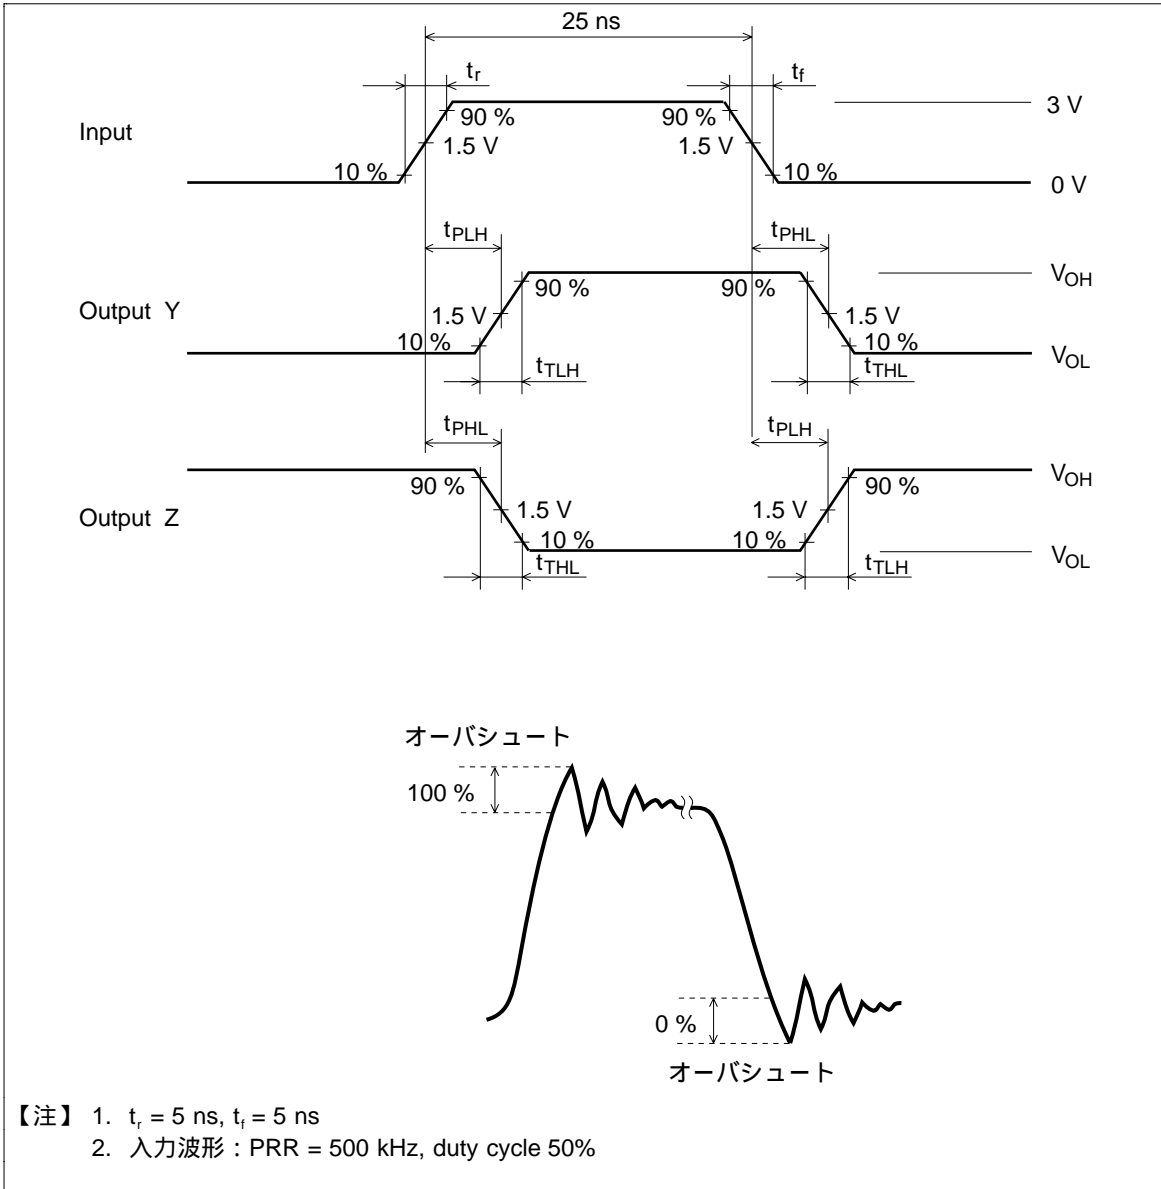 25 ns
tr
tf
90 %
90 %
3 V
Input
1.5 V
1.5 V
10 %
10 %
0 V
tPLH
tPHL
90 %
90 %
VOH
Output Y
1.5 V
1.5 V
10 %
10 %
VOL
tTLH
tTHL
tPHL
tPLH
90 %
90 %
VOH
Output Z
1.5 V
1.5 V
10 %
10 %
VOL
tTHL
tTLH
オーバシュート
100 %
0 %
オーバシュート
【注】 1. tr = 5 ns, tf = 5 ns
2. 入力波形：PRR = 500 kHz, duty cycle 50%